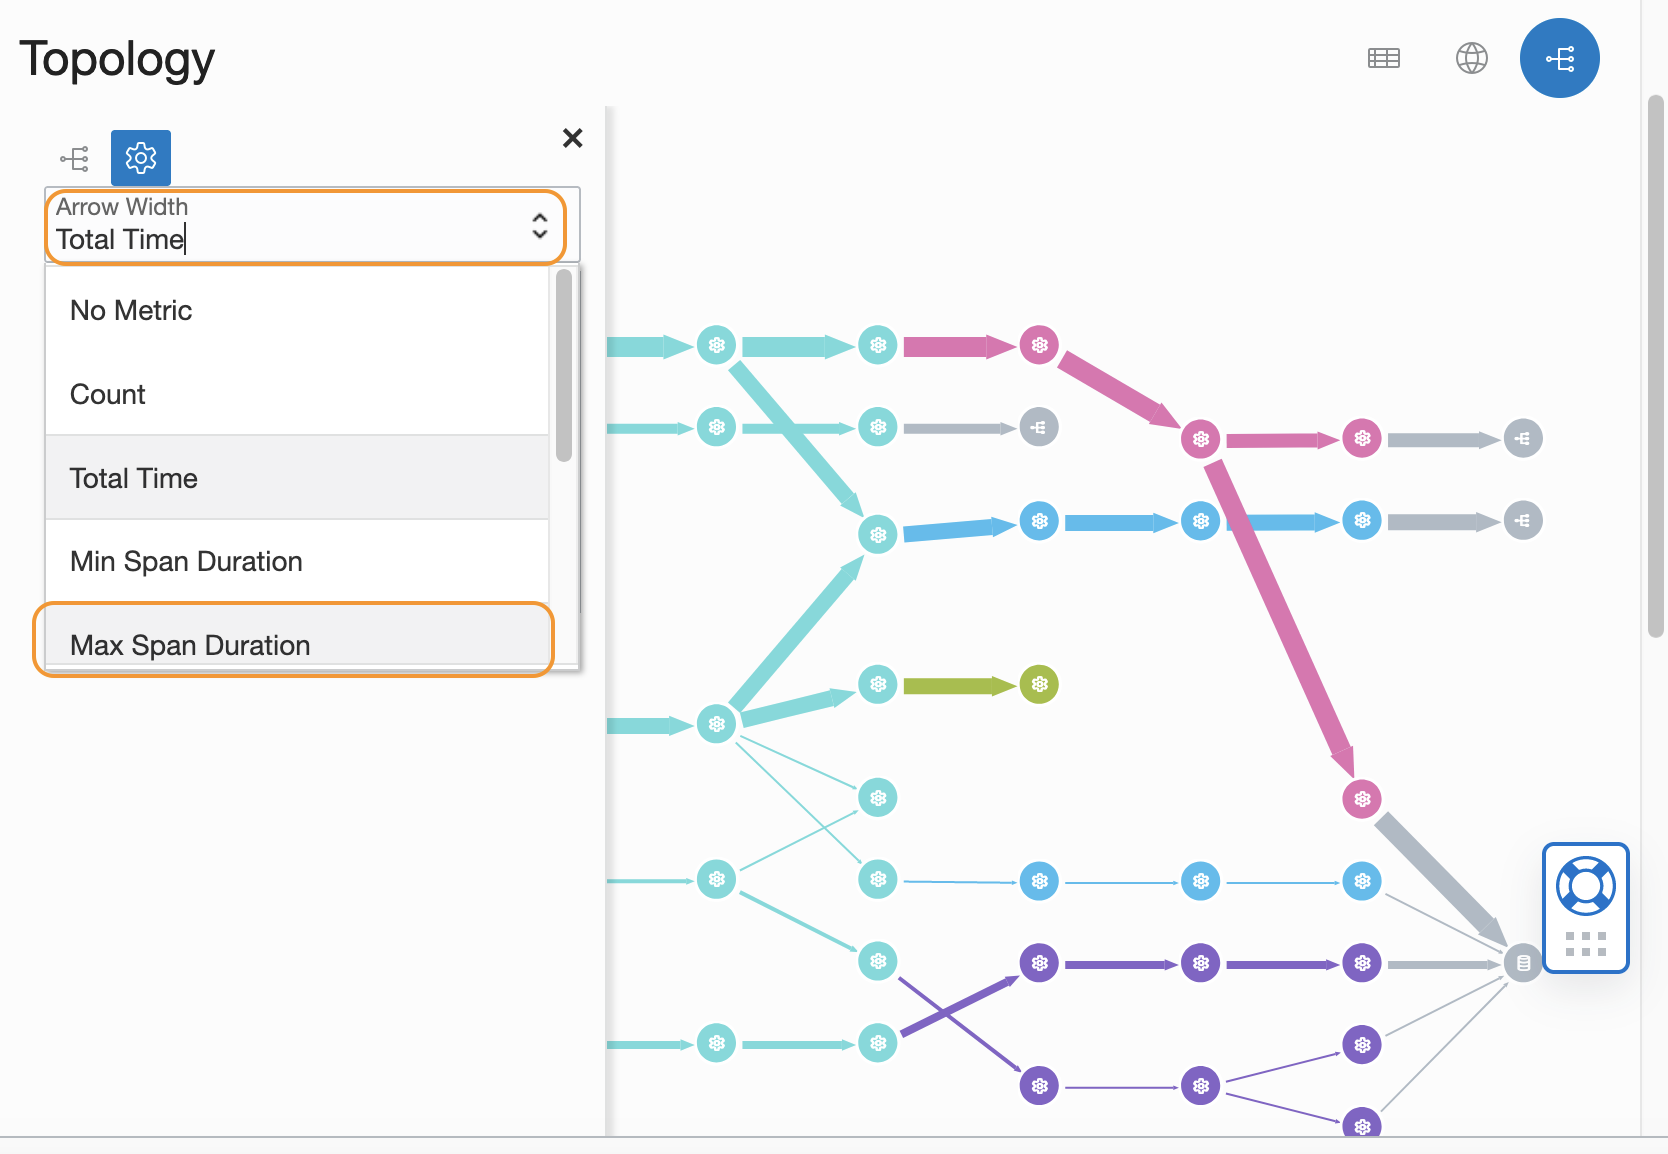 Topology
Arrow Width
Total Time
No Metric
Count
Total Time
Min Span Duration
Max Span Duration